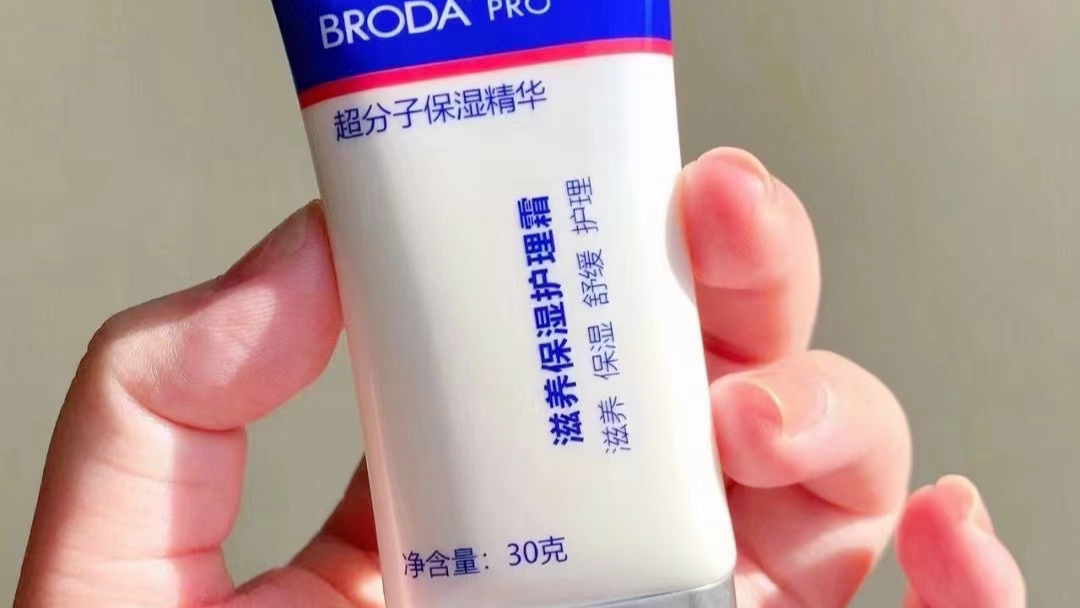 BRODA PRO
超分子保湿精华
滋养保湿护理霜
滋养 保湿 舒缓 护理
净含量：30克